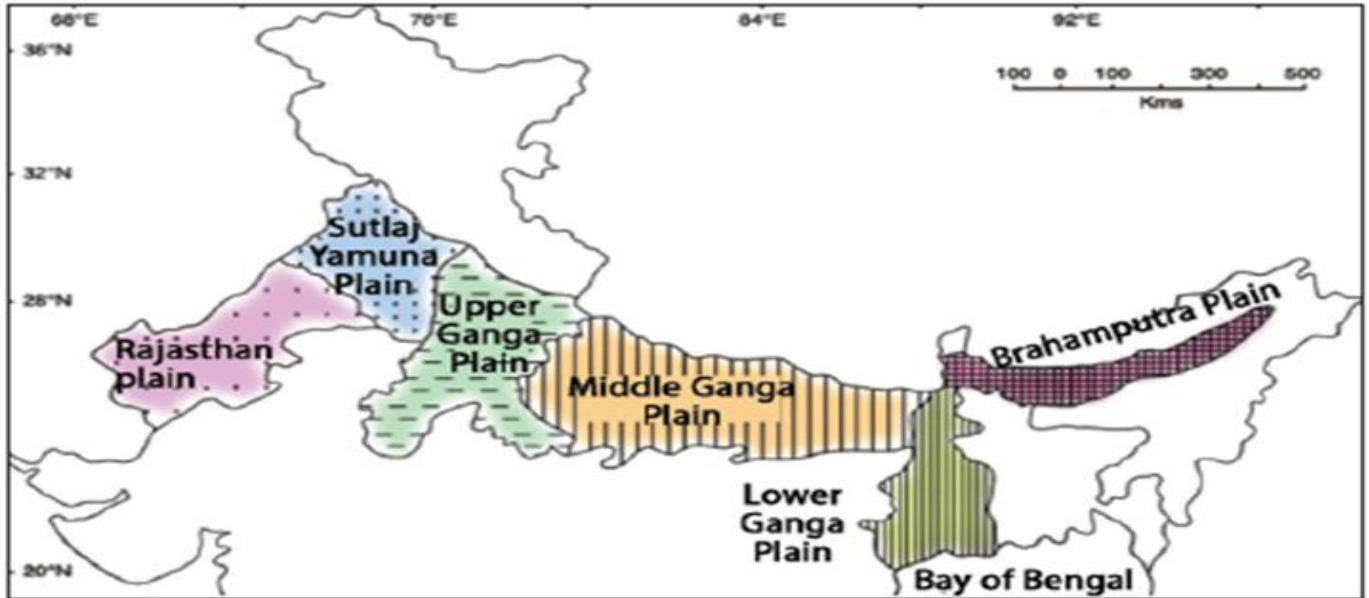 68°E 76°E 84°E 92°E
36°N
100 0 100 300 500
Kms
32°N
Sutlaj
Yamuna
Plain
28°N
Upper
Ganga
Plain
Brahamputra Plain
Rajasthan
plain
Middle Ganga
Plain
Lower
Ganga
Plain
20°N
Bay of Bengal